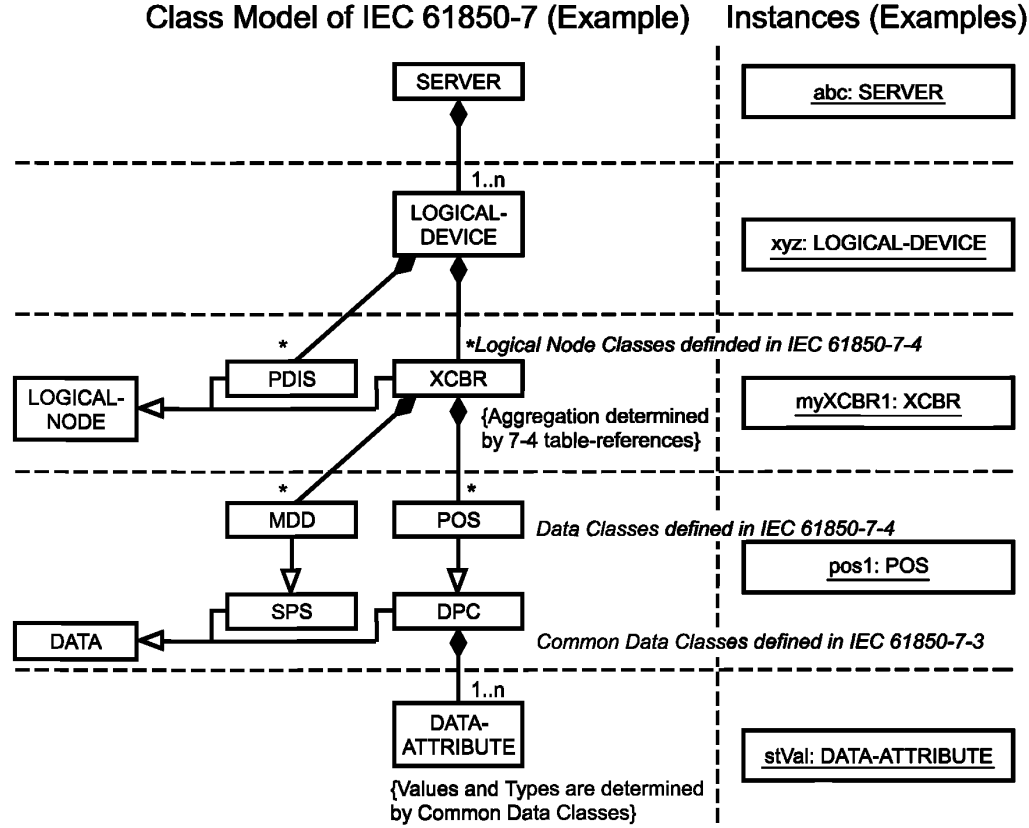 Class Model of IEC 61850-7 (Example)
Instances (Examples)
SERVER
abc: SERVER
1..n
LOGICAL-
DEVICE
xyz: LOGICAL-DEVICE
*
*Logical Node Classes definded in IEC 61850-7-4
PDIS
XCBR
LOGICAL-
NODE
myXCBR1: XCBR
{Aggregation determined
by 7-4 table-references}
*
*
MDD
POS
Data Classes defined in IEC 61850-7-4
pos1: POS
SPS
DPC
DATA
Common Data Classes defined in IEC 61850-7-3
1..n
DATA-
ATTRIBUTE
stVal: DATA-ATTRIBUTE
{Values and Types are determined
by Common Data Classes}